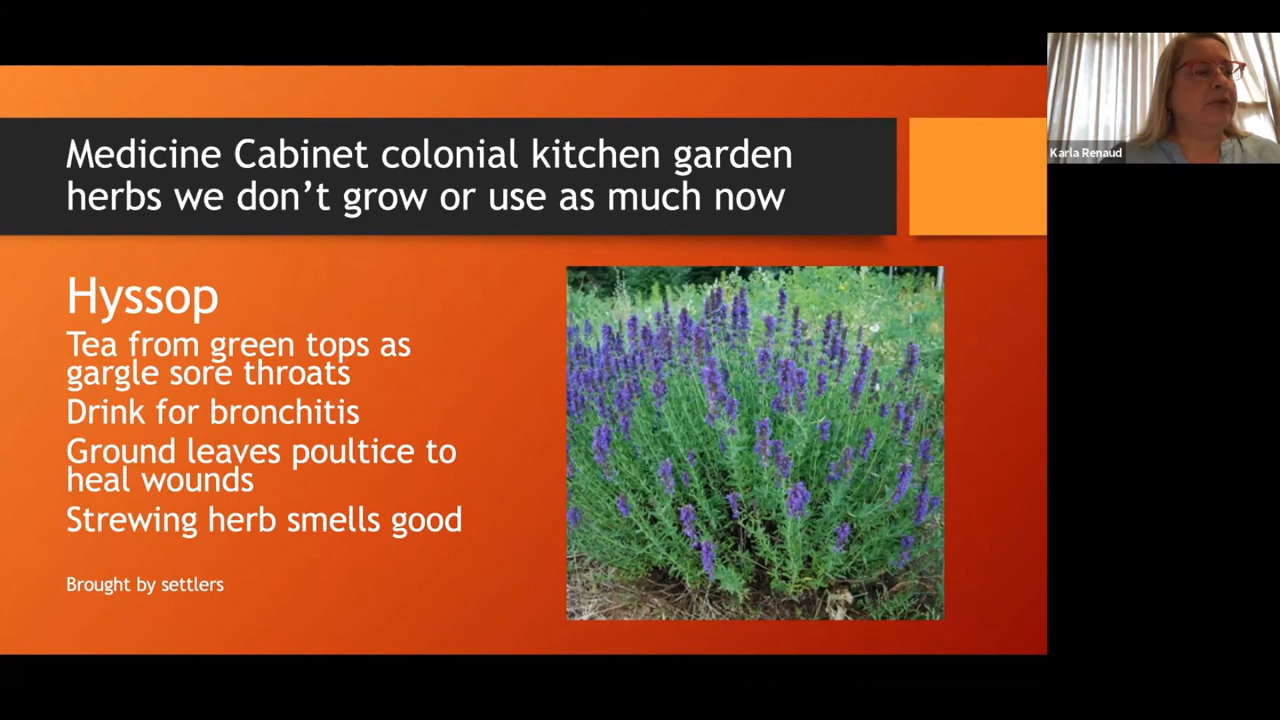 Medicine Cabinet colonial kitchen garden
herbs we don’t grow or use as much now
Karla Renaud
Hyssop
Tea from green tops as
gargle sore throats
Drink for bronchitis
Ground leaves poultice to
heal wounds
Strewing herb smells good
Brought by settlers